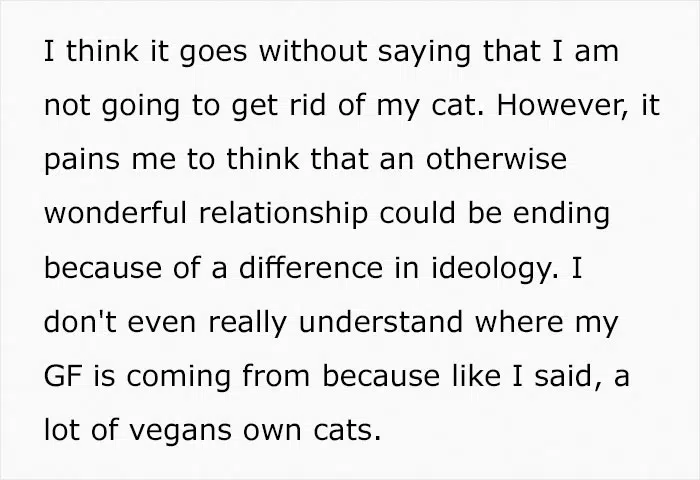 I think it goes without saying that I am
not going to get rid of my cat. However, it
pains me to think that an otherwise
wonderful relationship could be ending
because of a difference in ideology. I
don't even really understand where my
GF is coming from because like I said, a
lot of vegans own cats.